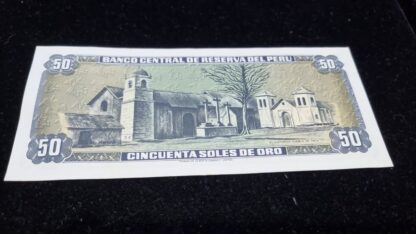 50 BANCO CENTRAL DE RESERVA DEL PERU 50
50 CINCUENTA SOLES DE ORO 50